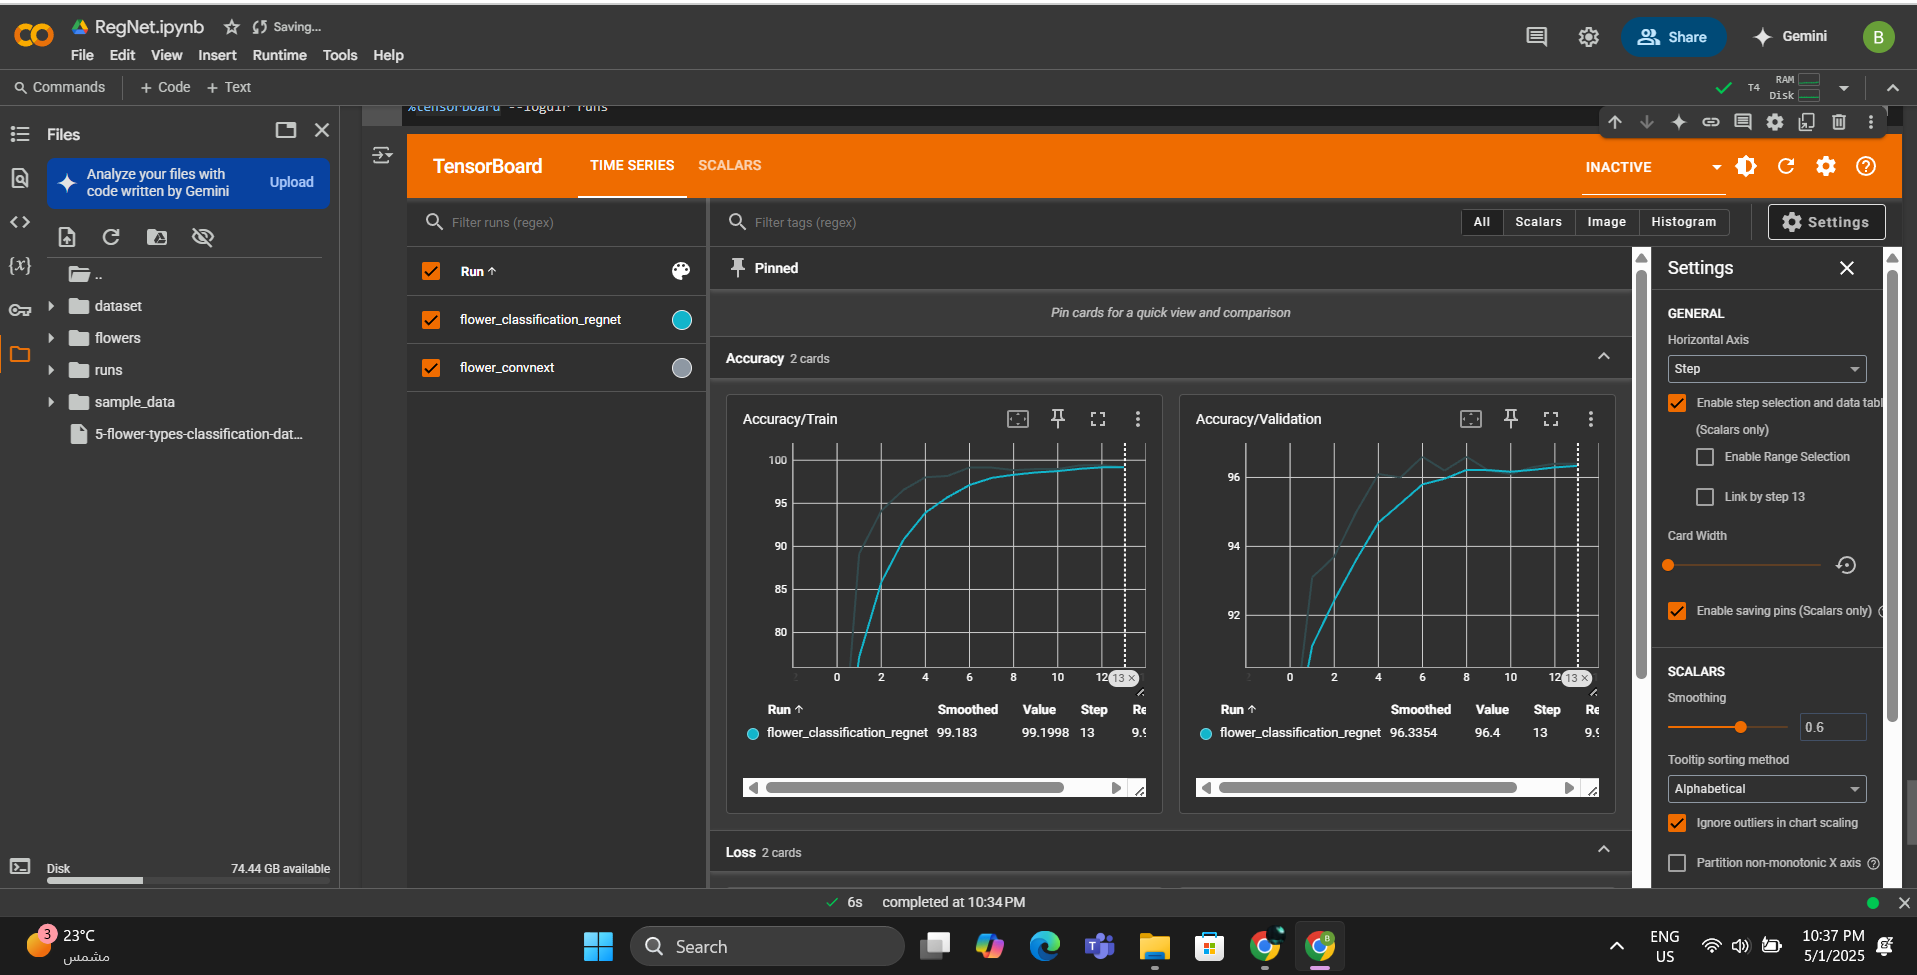 RegNet.ipynb
Saving...
File Edit View Insert Runtime Tools Help
Share
Gemini
B
Commands
+ Code + Text
T4
RAM
Disk
%tensorboard --logdir runs
Files
Analyze your files with
code written by Gemini
Upload
{x}
..
dataset
flowers
runs
sample_data
5-flower-types-classification-dat...
Disk
74.44 GB available
TensorBoard
TIME SERIES
SCALARS
INACTIVE
Filter runs (regex)
Run
flower_classification_regnet
flower_convnext
Filter tags (regex)
All Scalars Image Histogram
Settings
Pinned
Pin cards for a quick view and comparison
Accuracy 2 cards
Accuracy/Train
100
95
90
85
80
0 2 4 6 8 10 12 13
Run Smoothed Value Step Re
flower_classification_regnet 99.183 99.1998 13 9.9
Accuracy/Validation
96
94
92
0 2 4 6 8 10 12 13
Run Smoothed Value Step Re
flower_classification_regnet 96.3354 96.4 13 9.9
Loss 2 cards
Settings
GENERAL
Horizontal Axis
Step
Enable step selection and data tabl
(Scalars only)
Enable Range Selection
Link by step 13
Card Width
Enable saving pins (Scalars only)
SCALARS
Smoothing
0.6
Tooltip sorting method
Alphabetical
Ignore outliers in chart scaling
Partition non-monotonic X axis
6s completed at 10:34 PM
3
23°C
مشمس
Search
ENG
US
10:37 PM
5/1/2025